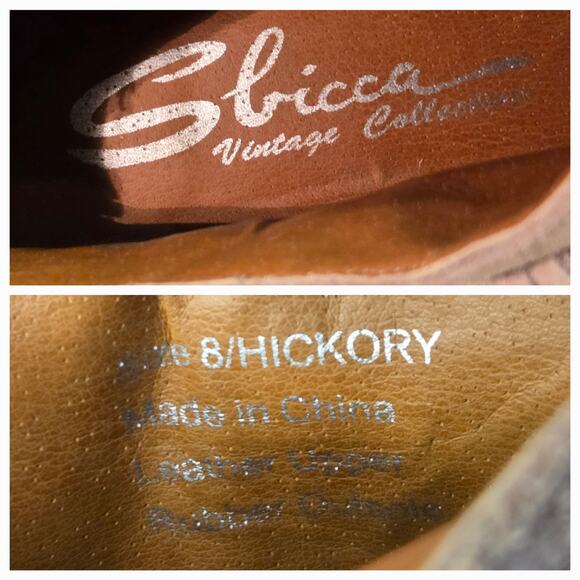 Sbicca
Vintage Collection
Size 8/HICKORY
Made in China
Leather Upper
Rubber Outsole